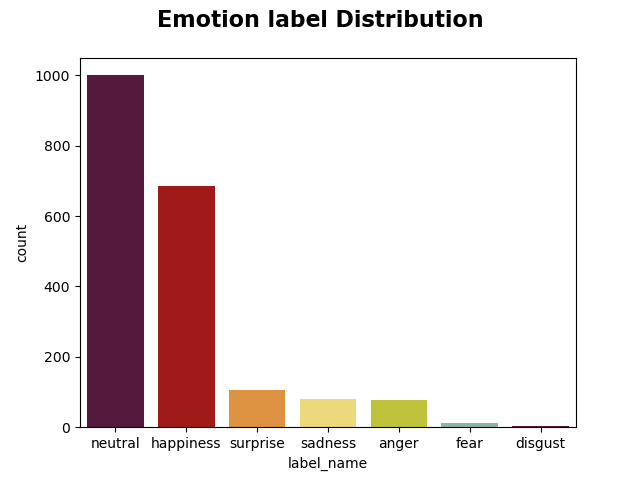 Emotion label Distribution
1000
800
600
400
200
0
count
neutral happiness surprise sadness anger fear disgust
label_name